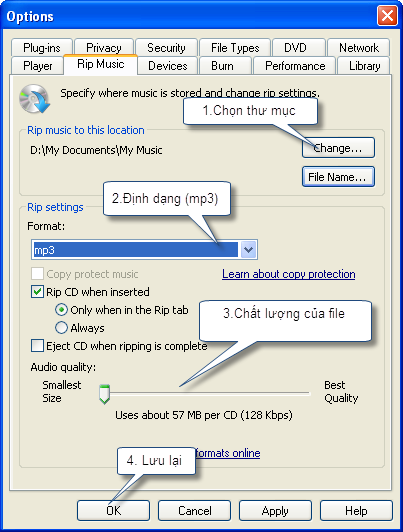 Options
Plug-ins Privacy Security File Types DVD Network
Player Rip Music Devices Burn Performance Library
Specify where music is stored and change rip settings.
1.Chọn thư mục
Rip music to this location
D:\My Documents\My Music
Change...
File Name...
2.Định dạng (mp3)
Rip settings
Format:
mp3
Copy protect music
Learn about copy protection
Rip CD when inserted
Only when in the Rip tab
Always
3.Chất lượng của file
Eject CD when ripping is complete
Audio quality:
Smallest Size
Best Quality
Uses about 57 MB per CD (128 Kbps)
4. Lưu lại
formats online
OK Cancel Apply Help